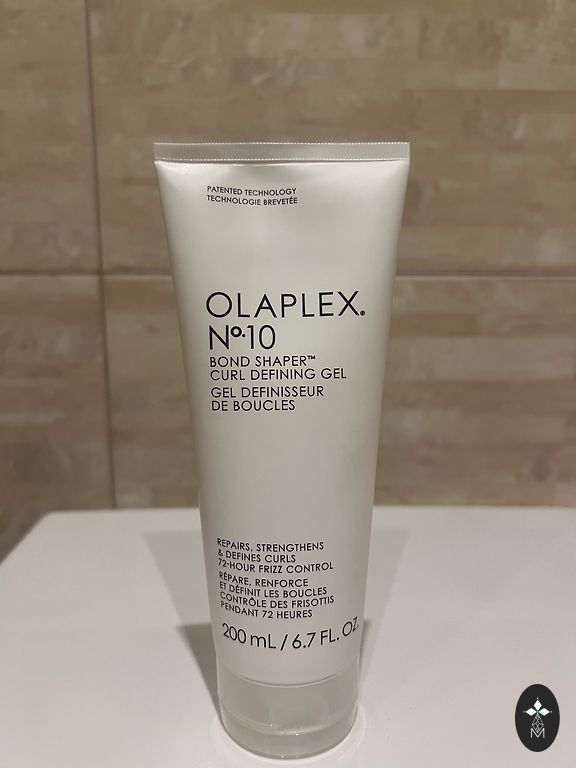 PATENTED TECHNOLOGY
TECHNOLOGIE BREVETÉE
OLAPLEX®
Nº.10
BOND SHAPER™
CURL DEFINING GEL
GEL DEFINISSEUR
DE BOUCLES
REPAIRS, STRENGTHENS
& DEFINES CURLS
72-HOUR FRIZZ CONTROL
RÉPARE, RENFORCE
ET DÉFINIT LES BOUCLES
CONTRÔLE DES FRISOTTIS
PENDANT 72 HEURES
200 mL / 6.7 FL. OZ.
M